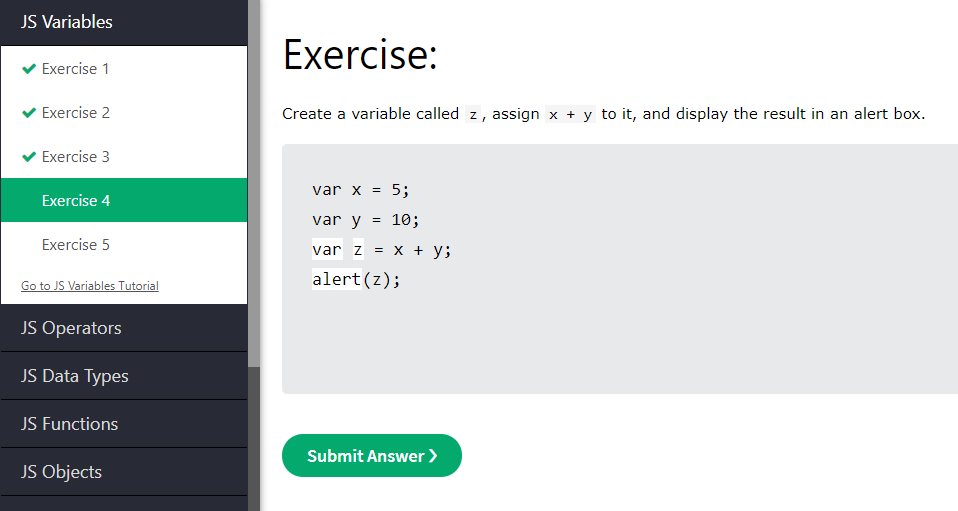 JS Variables
Exercise 1
Exercise 2
Exercise 3
Exercise 4
Exercise 5
Go to JS Variables Tutorial
JS Operators
JS Data Types
JS Functions
JS Objects
Exercise:
Create a variable called z, assign x + y to it, and display the result in an alert box.
var x = 5;
var y = 10;
var z = x + y;
alert(z);
Submit Answer ❯